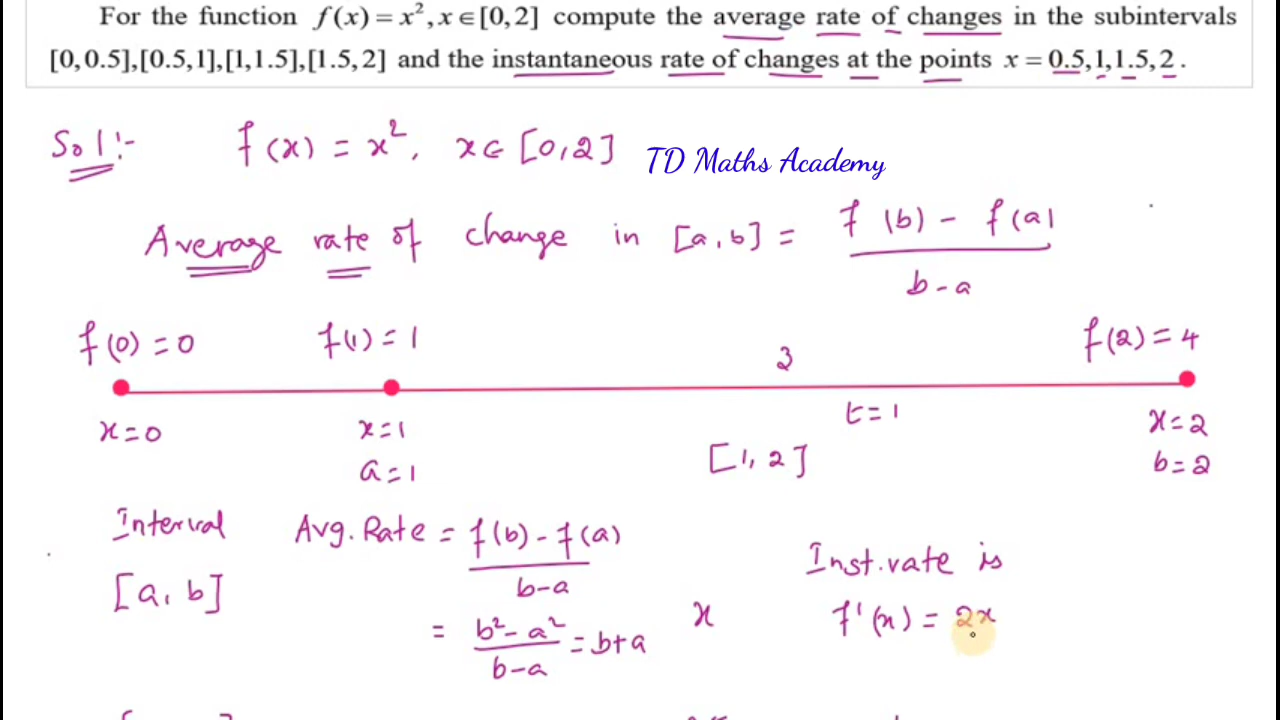 For the function f(x) = x², x ∈ [0, 2] compute the average rate of changes in the subintervals
[0,0.5],[0.5,1],[1,1.5],[1.5,2] and the instantaneous rate of changes at the points x = 0.5,1,1.5,2.
Sol:- f(x) = x², x ∈ [0,2] TD Maths Academy
Average rate of change in [a,b] = f(b) - f(a)
b-a
f(0) = 0 f(1) = 1 3 f(2) = 4
x=0 x=1 t=1 x=2
a=1 [1,2] b=2
Interval Avg. Rate = f(b) - f(a) Inst. rate is
[a,b] b-a
= b² - a² = b+a x f'(x) = 2x
b-a